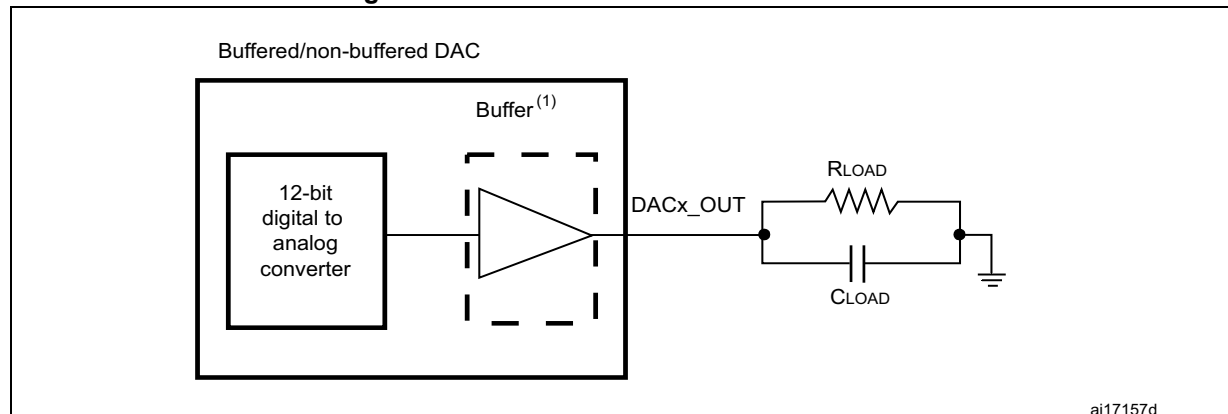 Buffered/non-buffered DAC
Buffer(1)
12-bit
digital to
analog
converter
DACx_OUT
RLOAD
CLOAD
ai17157d